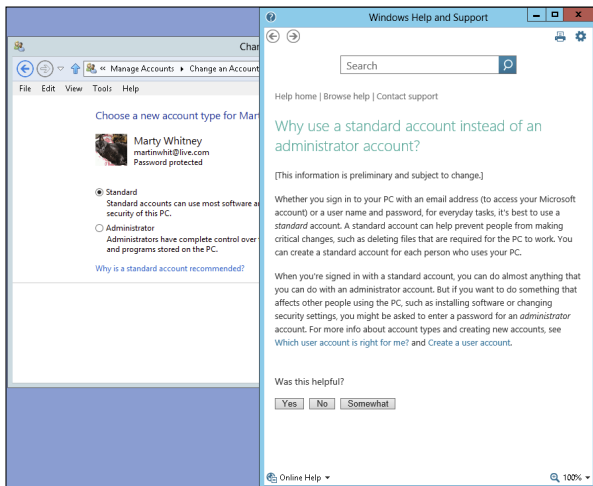 Windows Help and Support
Search
Help home | Browse help | Contact support
Why use a standard account instead of an
administrator account?
[This information is preliminary and subject to change.]
Whether you sign in to your PC with an email address (to access your Microsoft
account) or a user name and password, for everyday tasks, it's best to use a
standard account. A standard account can help prevent people from making
critical changes, such as deleting files that are required for the PC to work. You
can create a standard account for each person who uses your PC.
When you're signed in with a standard account, you can do almost anything that
you can do with an administrator account. But if you want to do something that
affects other people using the PC, such as installing software or changing
security settings, you might be asked to enter a password for an administrator
account. For more info about account types and creating new accounts, see
Which user account is right for me? and Create a user account.
Was this helpful?
Yes No Somewhat
Online Help
100%
Manage Accounts Change an Account
File Edit View Tools Help
Choose a new account type for
Marty Whitney
martinwhit@live.com
Password protected
Standard
Standard accounts can use most software
security of this PC.
Administrator
Administrators have complete control over
and programs stored on the PC.
Why is a standard account recommended?